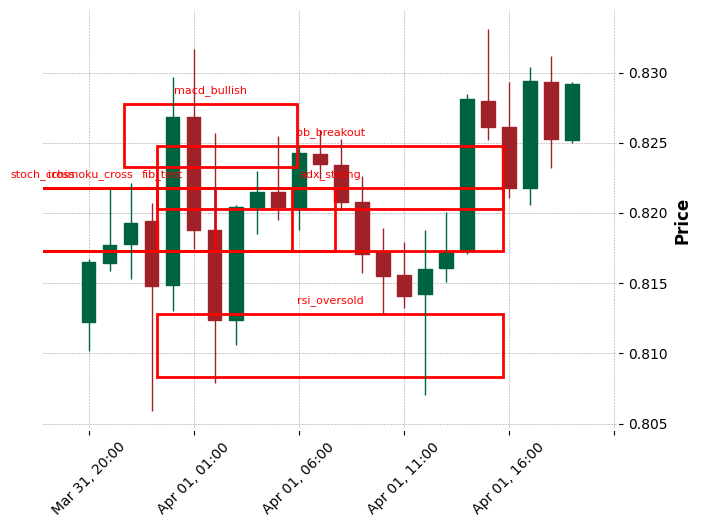 macd_bullish
bb_breakout
stoch_cross
ichimoku_cross
fib_test
adx_strong
rsi_oversold
0.830
0.825
0.820
0.815
0.810
0.805
Price
Mar 31, 20:00
Apr 01, 01:00
Apr 01, 06:00
Apr 01, 11:00
Apr 01, 16:00